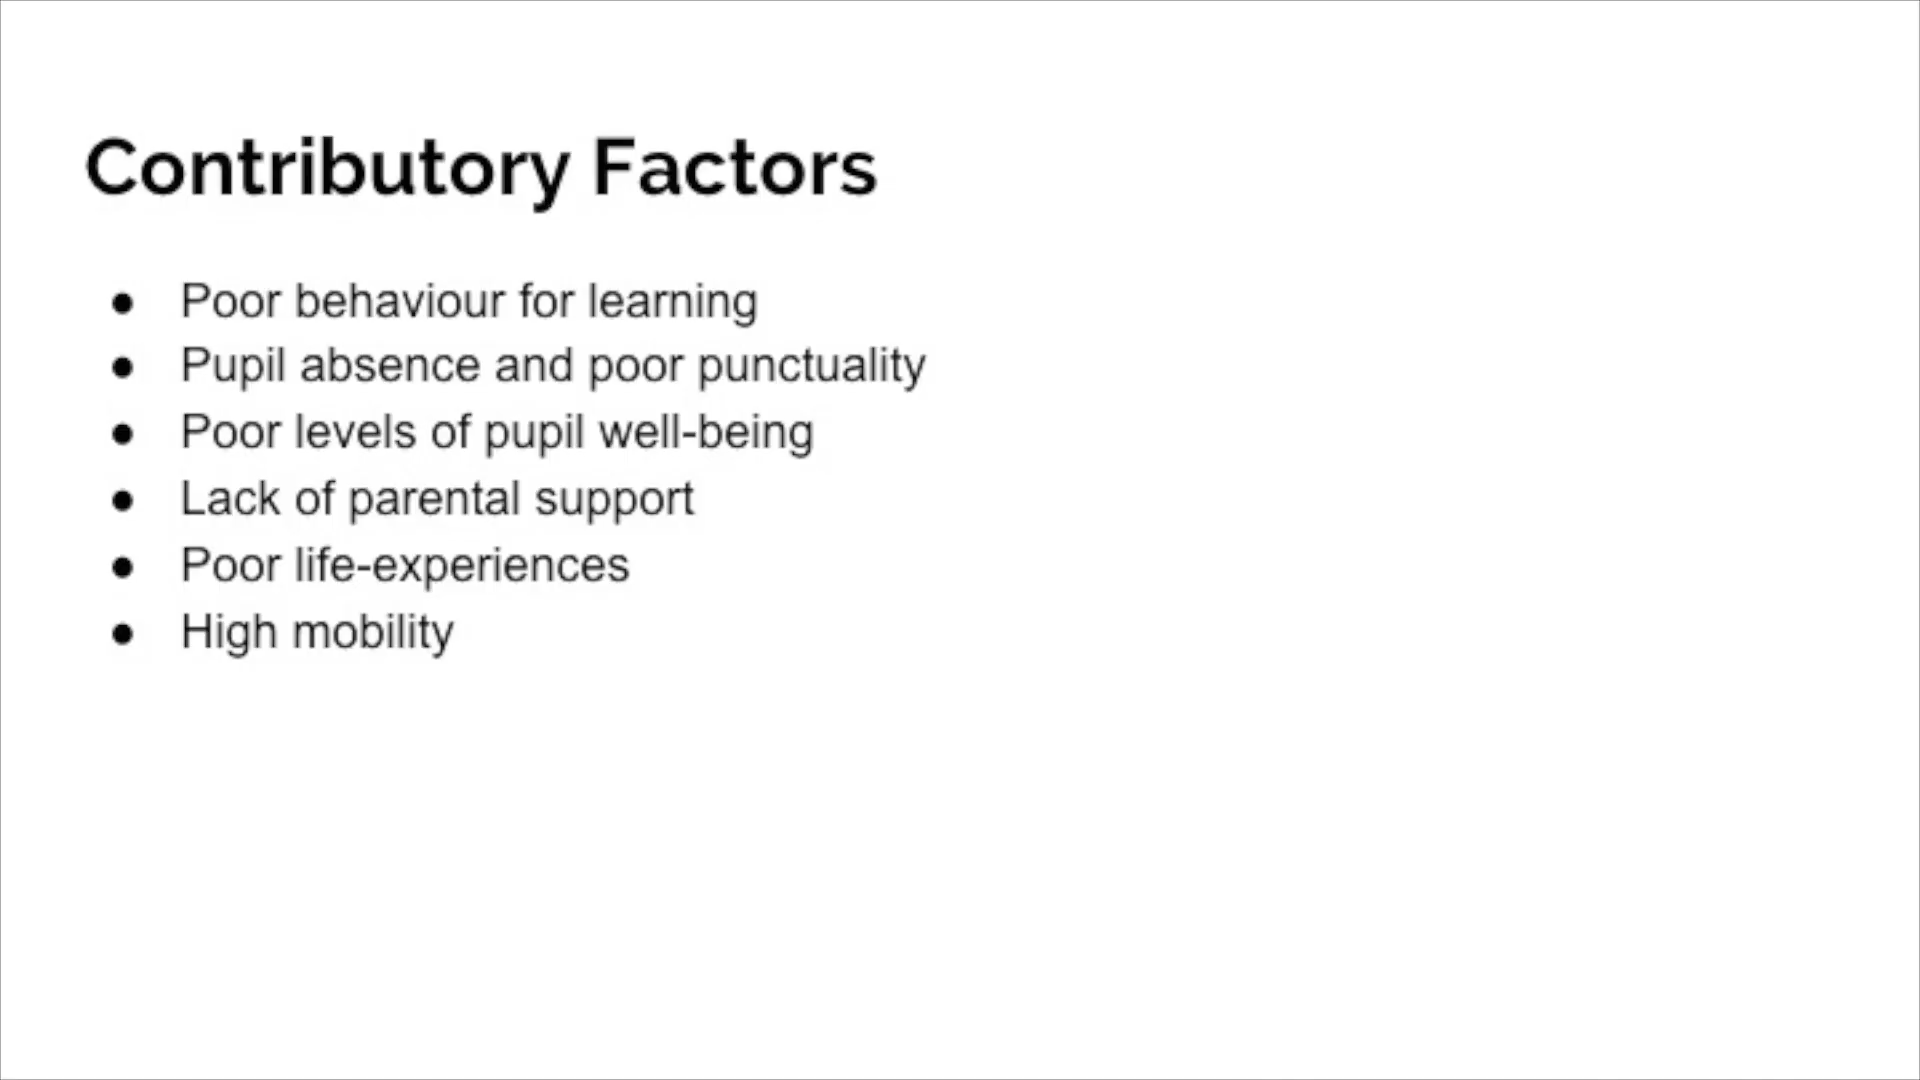 Contributory Factors
● Poor behaviour for learning
● Pupil absence and poor punctuality
● Poor levels of pupil well-being
● Lack of parental support
● Poor life-experiences
● High mobility